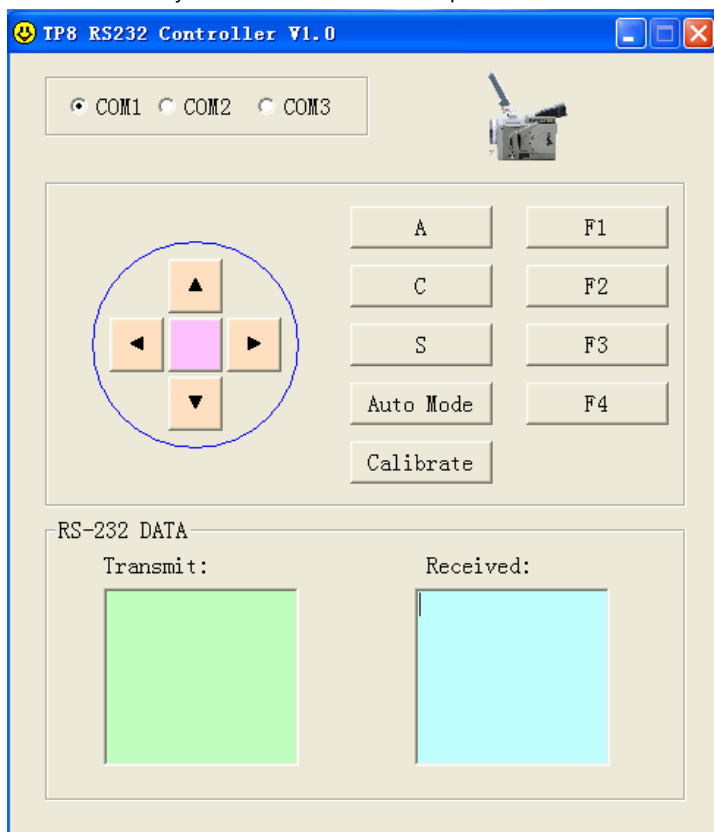 TP8 RS232 Controller V1.0
COM1 COM2 COM3
A F1
C F2
S F3
Auto Mode F4
Calibrate
RS-232 DATA
Transmit: Received: